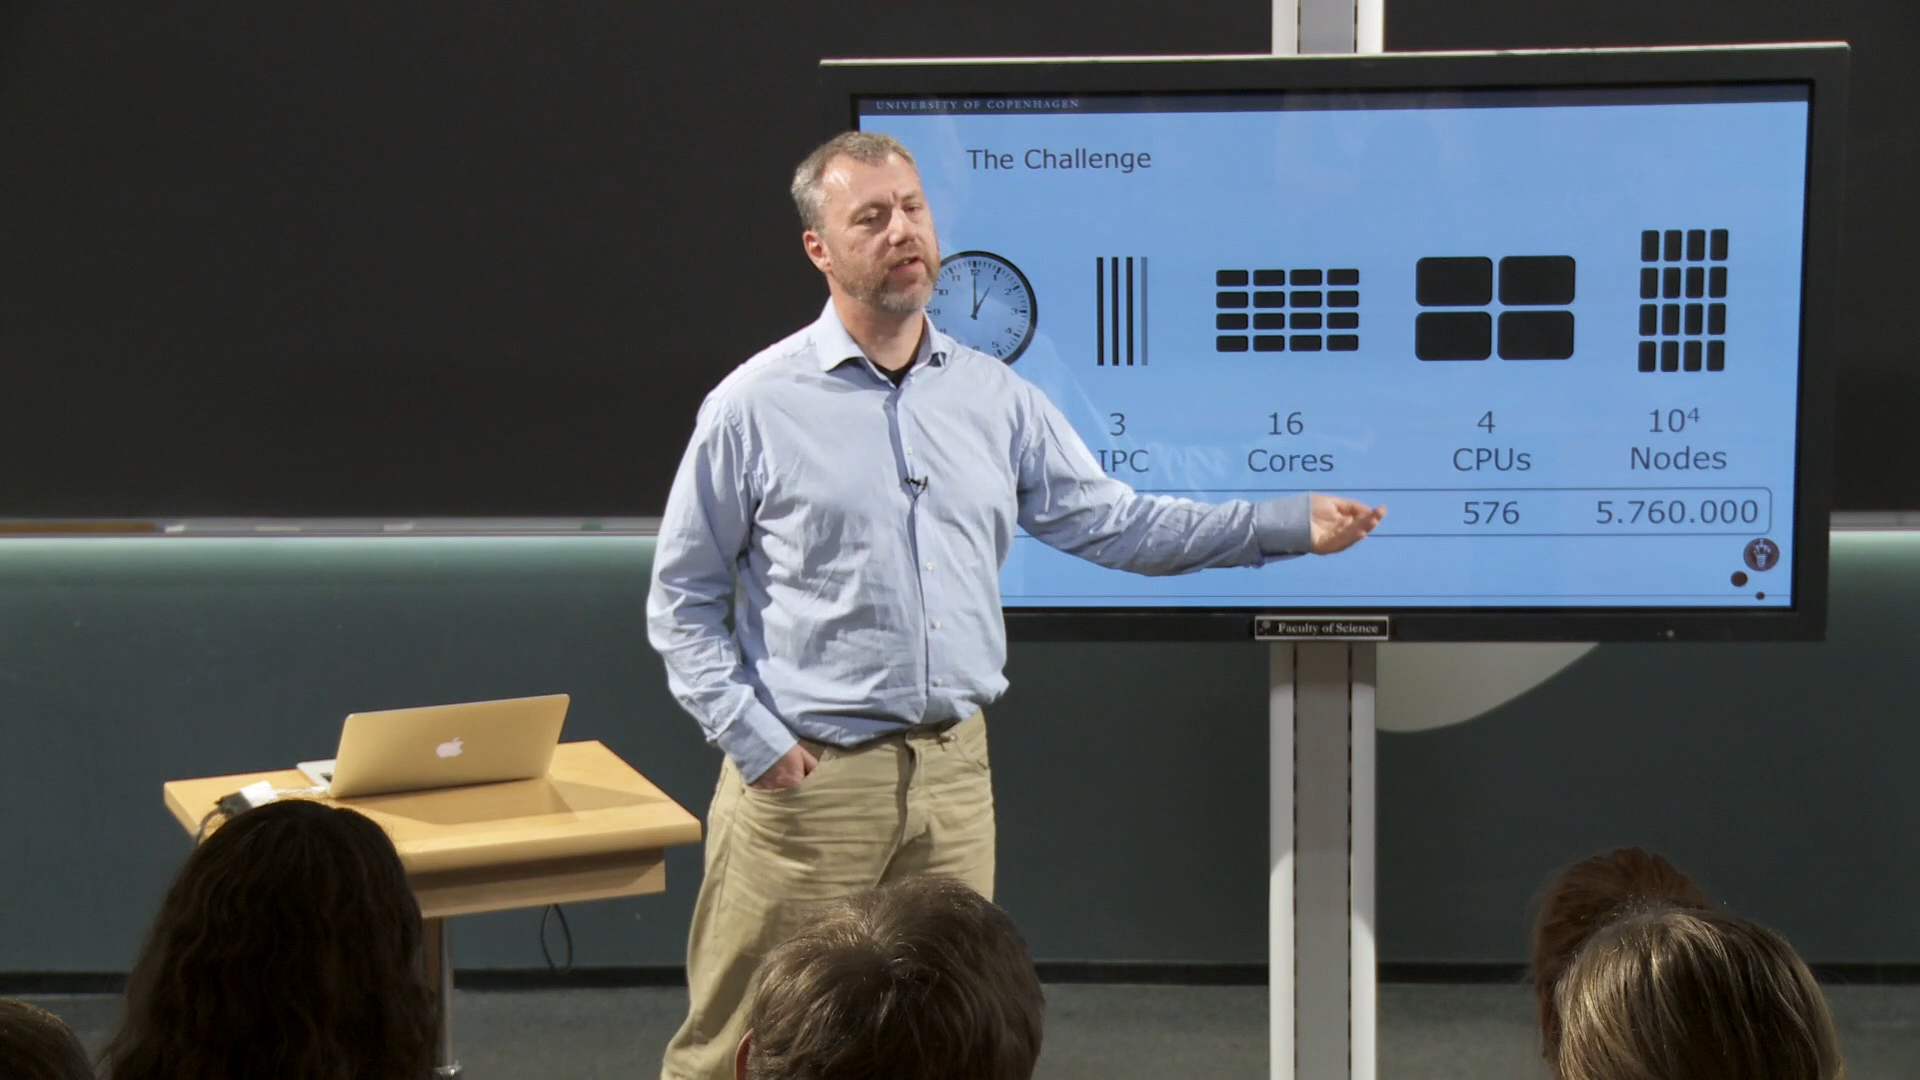 UNIVERSITY OF COPENHAGEN
The Challenge
3
IPC
16
Cores
4
CPUs
10⁴
Nodes
576
5.760.000
Faculty of Science